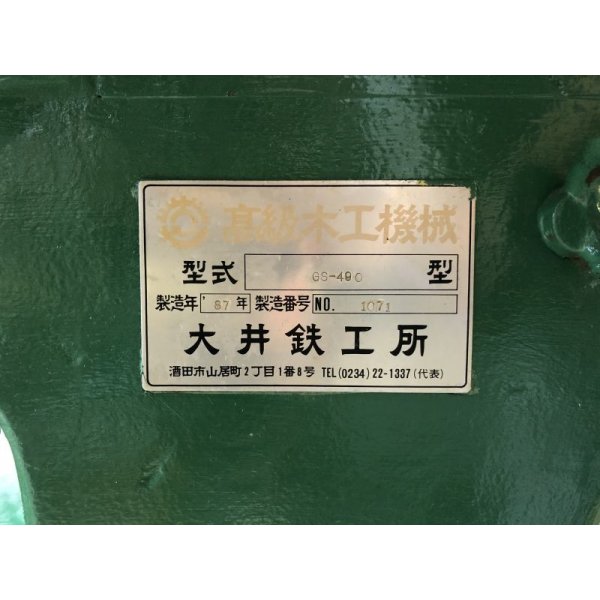 高級木工機械
型式 GS-490 型
製造年 '87 年 製造番号 NO. 1071
大井鉄工所
酒田市山居町2丁目1番8号 TEL(0234)22-1337(代表)